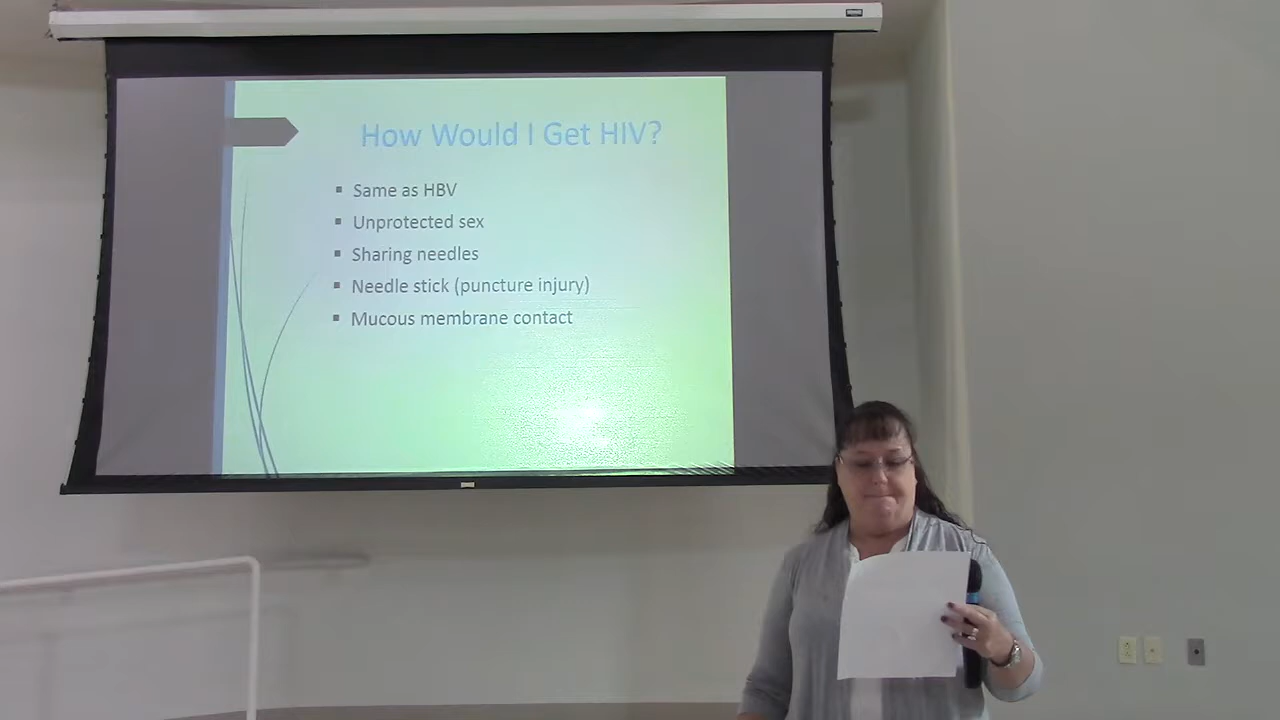 How Would I Get HIV?
Same as HBV
Unprotected sex
Sharing needles
Needle stick (puncture injury)
Mucous membrane contact